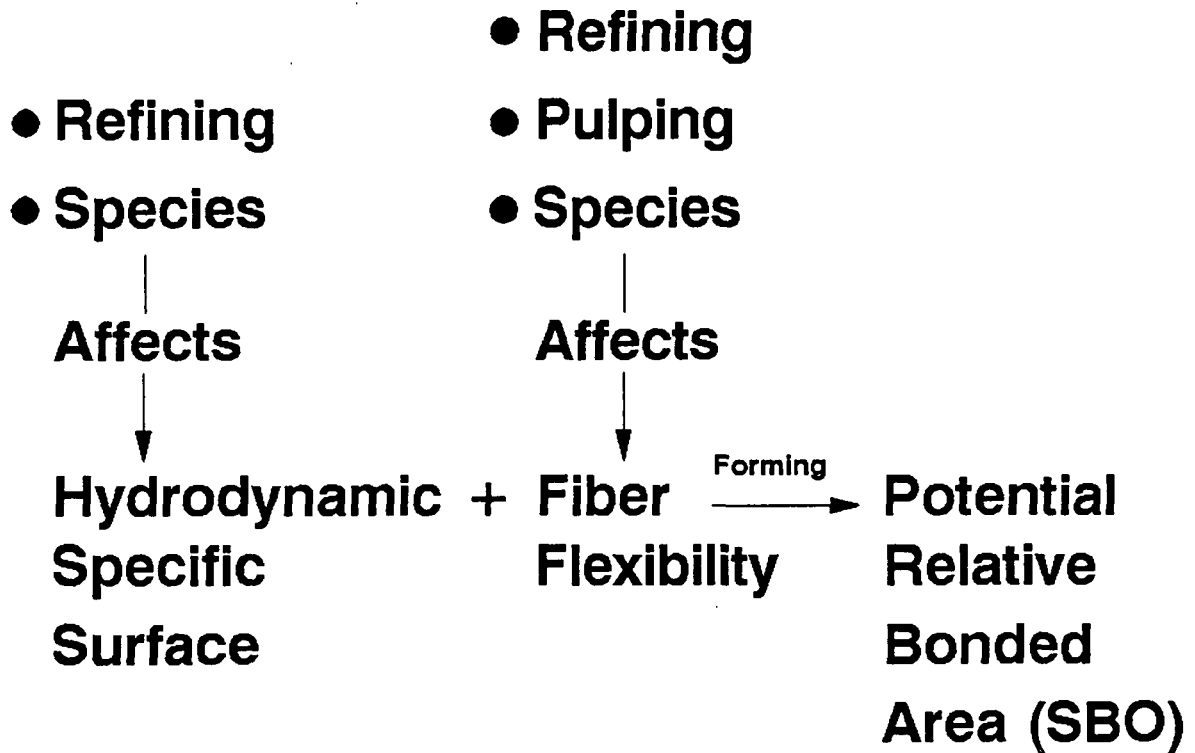 ● Refining
● Species
Affects
Hydrodynamic
Specific
Surface
+
● Refining
● Pulping
● Species
Affects
Fiber
Flexibility
Forming
Potential
Relative
Bonded
Area (SBO)